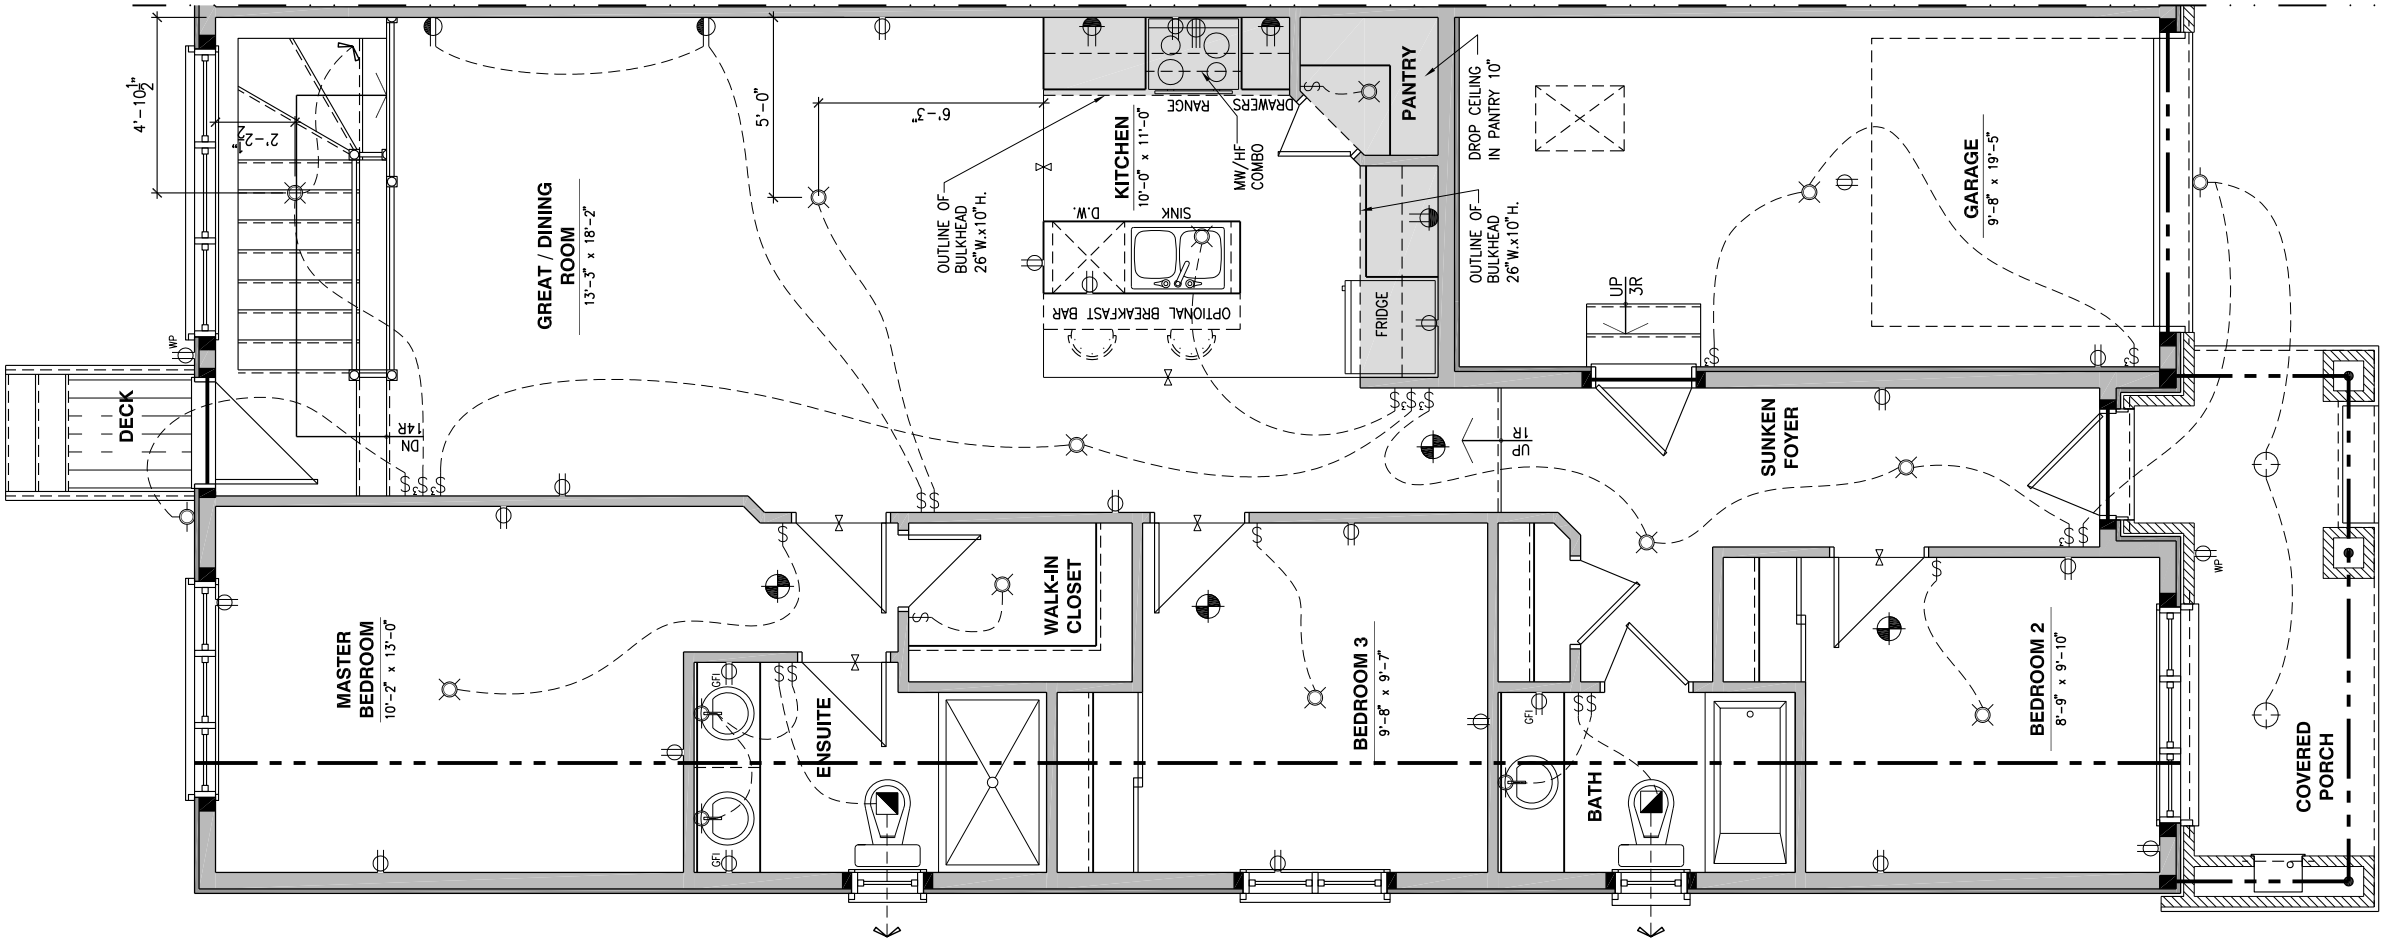 4'-10½"
2'-2½"
5'-0"
6'-3"
GREAT / DINING
ROOM
13'-3" x 18'-2"
DN
14R
DECK
WP
KITCHEN
10'-0" x 11'-0"
RANGE
DRAWERS
MW/HF
COMBO
OUTLINE OF
BULKHEAD
26"W.x10"H.
D.W.
SINK
OPTIONAL BREAKFAST BAR
FRIDGE
PANTRY
DROP CEILING
IN PANTRY 10"
OUTLINE OF
BULKHEAD
26"W.x10"H.
GARAGE
9'-8" x 19'-5"
UP
3R
UP
1R
SUNKEN
FOYER
MASTER
BEDROOM
10'-2" x 13'-0"
WALK-IN
CLOSET
GFI
GFI
ENSUITE
BEDROOM 3
9'-8" x 9'-7"
GFI
BATH
BEDROOM 2
8'-9" x 9'-10"
WP
COVERED
PORCH